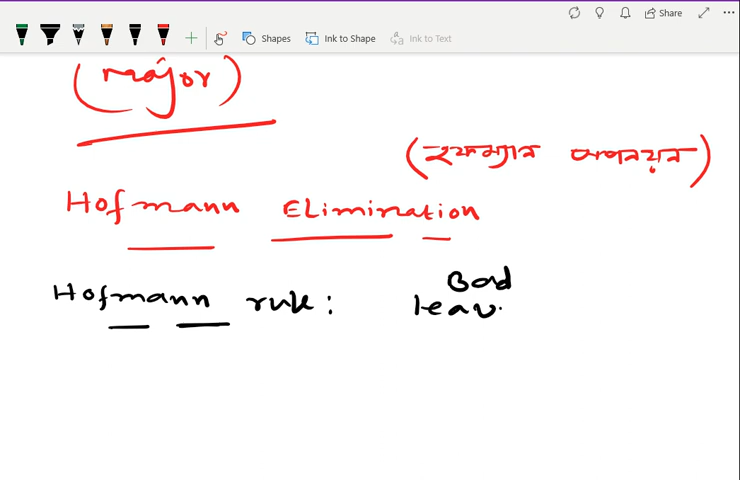 Share
Shapes
Ink to Shape
Ink to Text
(major)
(হফম্যান অপনয়ন)
Hofmann Elimination
Hofmann rule:
Bad
leav.